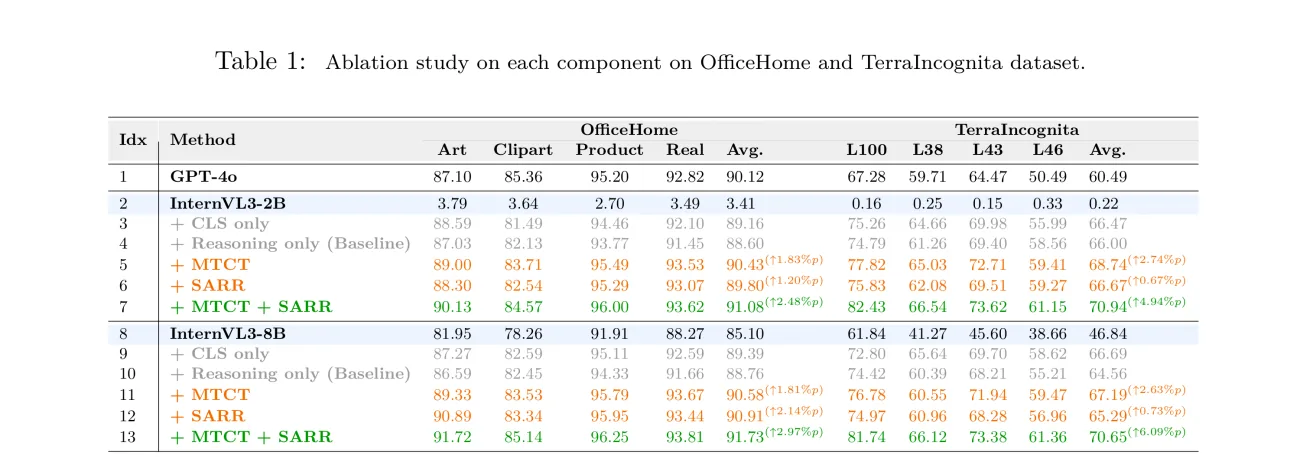 Table 1: Ablation study on each component on OfficeHome and TerraIncognita dataset.
Idx Method OfficeHome TerraIncognita
Art Clipart Product Real Avg. L100 L38 L43 L46 Avg.
1 GPT-4o 87.10 85.36 95.20 92.82 90.12 67.28 59.71 64.47 50.49 60.49
2 InternVL3-2B 3.79 3.64 2.70 3.49 3.41 0.16 0.25 0.15 0.33 0.22
3 + CLS only 88.59 81.49 94.46 92.10 89.16 75.26 64.66 69.98 55.99 66.47
4 + Reasoning only (Baseline) 87.03 82.13 93.77 91.45 88.60 74.79 61.26 69.40 58.56 66.00
5 + MTCT 89.00 83.71 95.49 93.53 90.43(↑1.83%p) 77.82 65.03 72.71 59.41 68.74(↑2.74%p)
6 + SARR 88.30 82.54 95.29 93.07 89.80(↑1.20%p) 75.83 62.08 69.51 59.27 66.67(↑0.67%p)
7 + MTCT + SARR 90.13 84.57 96.00 93.62 91.08(↑2.48%p) 82.43 66.54 73.62 61.15 70.94(↑4.94%p)
8 InternVL3-8B 81.95 78.26 91.91 88.27 85.10 61.84 41.27 45.60 38.66 46.84
9 + CLS only 87.27 82.59 95.11 92.59 89.39 72.80 65.64 69.70 58.62 66.69
10 + Reasoning only (Baseline) 86.59 82.45 94.33 91.66 88.76 74.42 60.39 68.21 55.21 64.56
11 + MTCT 89.33 83.53 95.79 93.67 90.58(↑1.81%p) 76.78 60.55 71.94 59.47 67.19(↑2.63%p)
12 + SARR 90.89 83.34 95.95 93.44 90.91(↑2.14%p) 74.97 60.96 68.28 56.96 65.29(↑0.73%p)
13 + MTCT + SARR 91.72 85.14 96.25 93.81 91.73(↑2.97%p) 81.74 66.12 73.38 61.36 70.65(↑6.09%p)